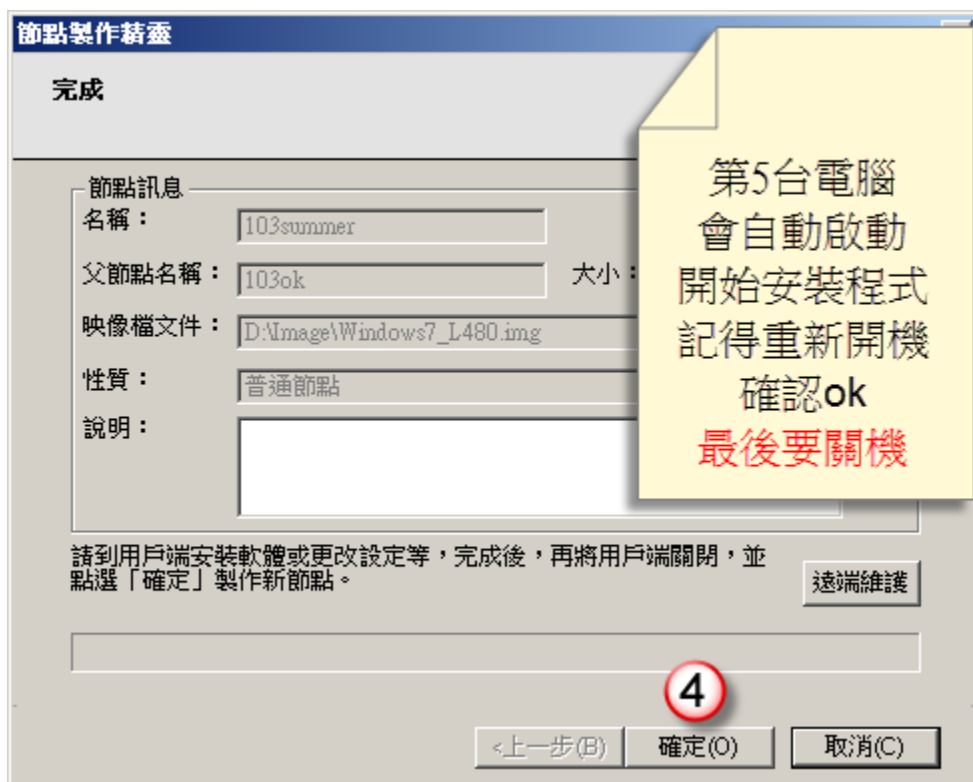 節點製作精靈
完成
節點訊息
名稱：
103summer
父節點名稱：
103ok
大小：
映像檔文件：
D:\Image\Windows7_L480.img
性質：
普通節點
說明：
第5台電腦
會自動啟動
開始安裝程式
記得重新開機
確認ok
最後要關機
請到用戶端安裝軟體或更改設定等，完成後，再將用戶端關閉，並
點選「確定」製作新節點。
遠端維護
4
<上一步(B)
確定(O)
取消(C)